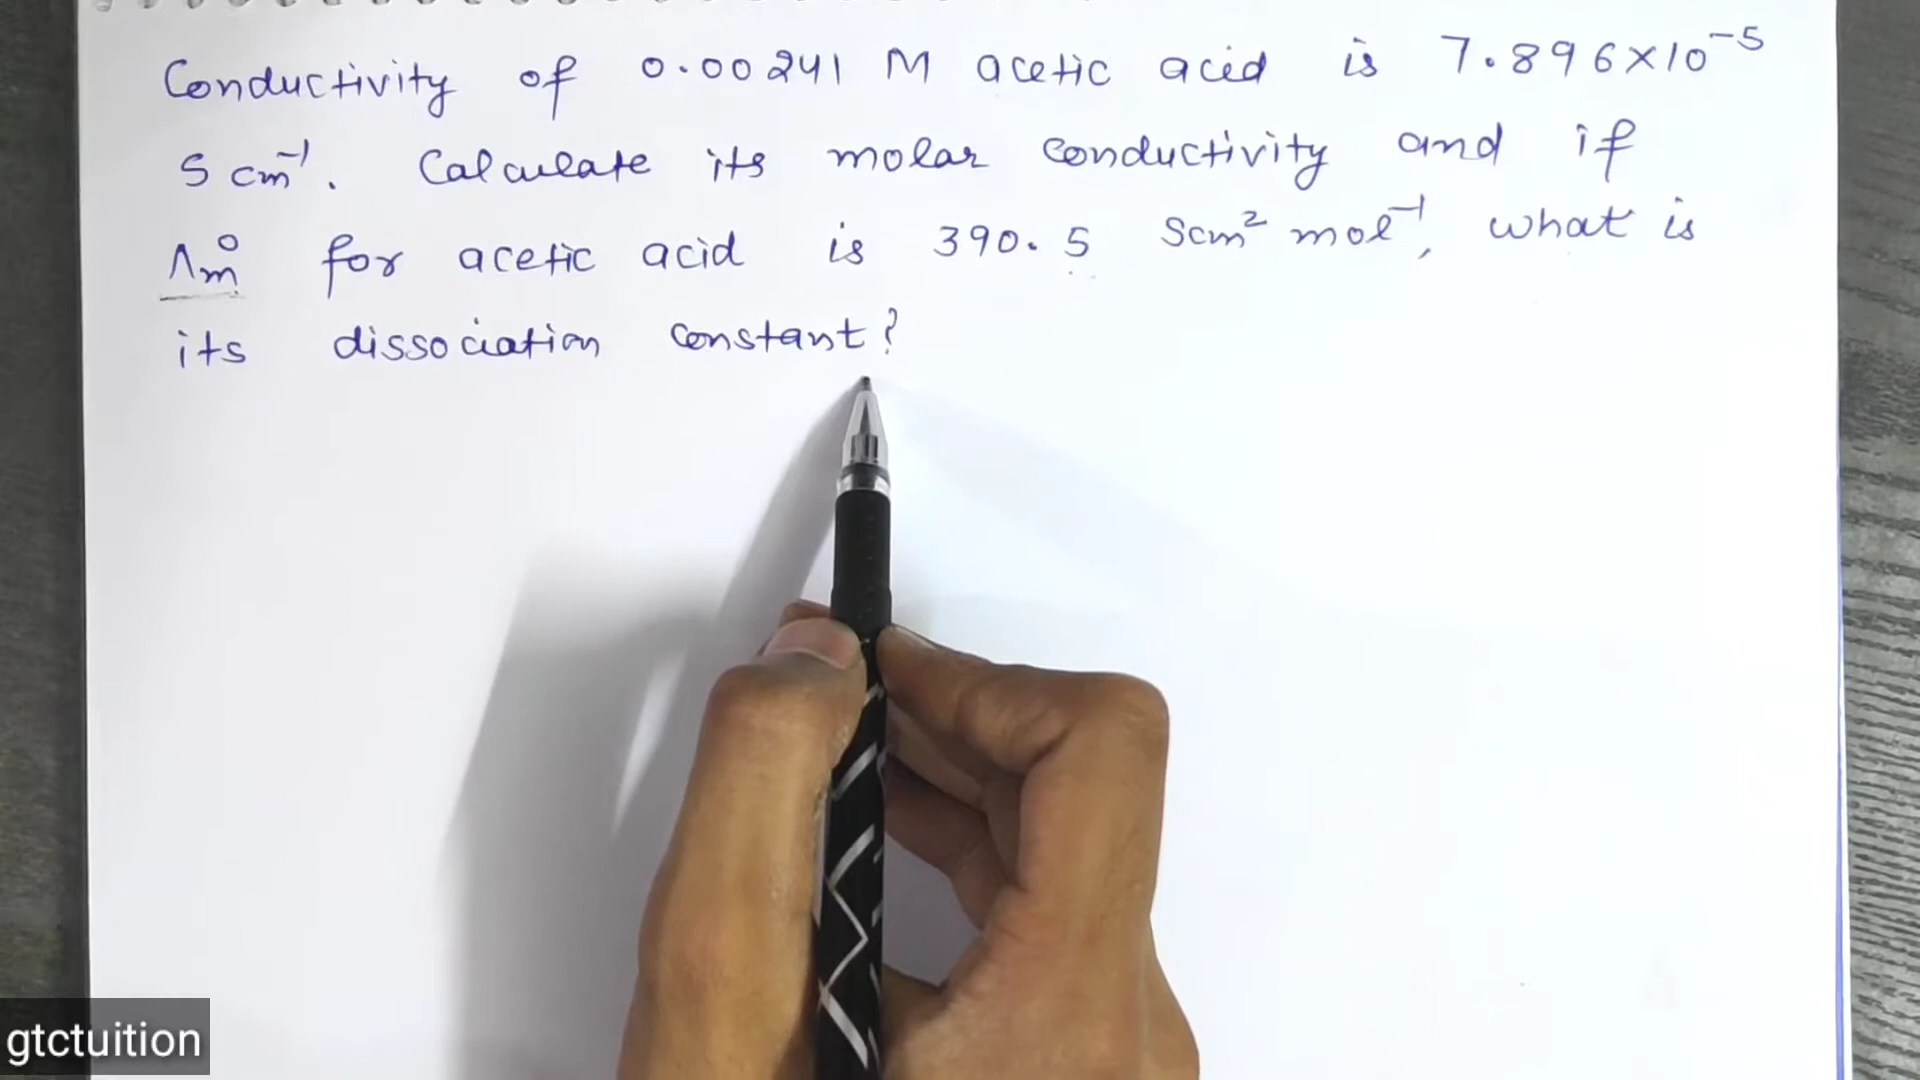 Conductivity of 0.00241 M acetic acid is 7.896×10⁻⁵
S cm⁻¹. Calculate its molar conductivity and if
Λ°m for acetic acid is 390.5 Scm² mol⁻¹, what is
its dissociation constant?
gtctuition